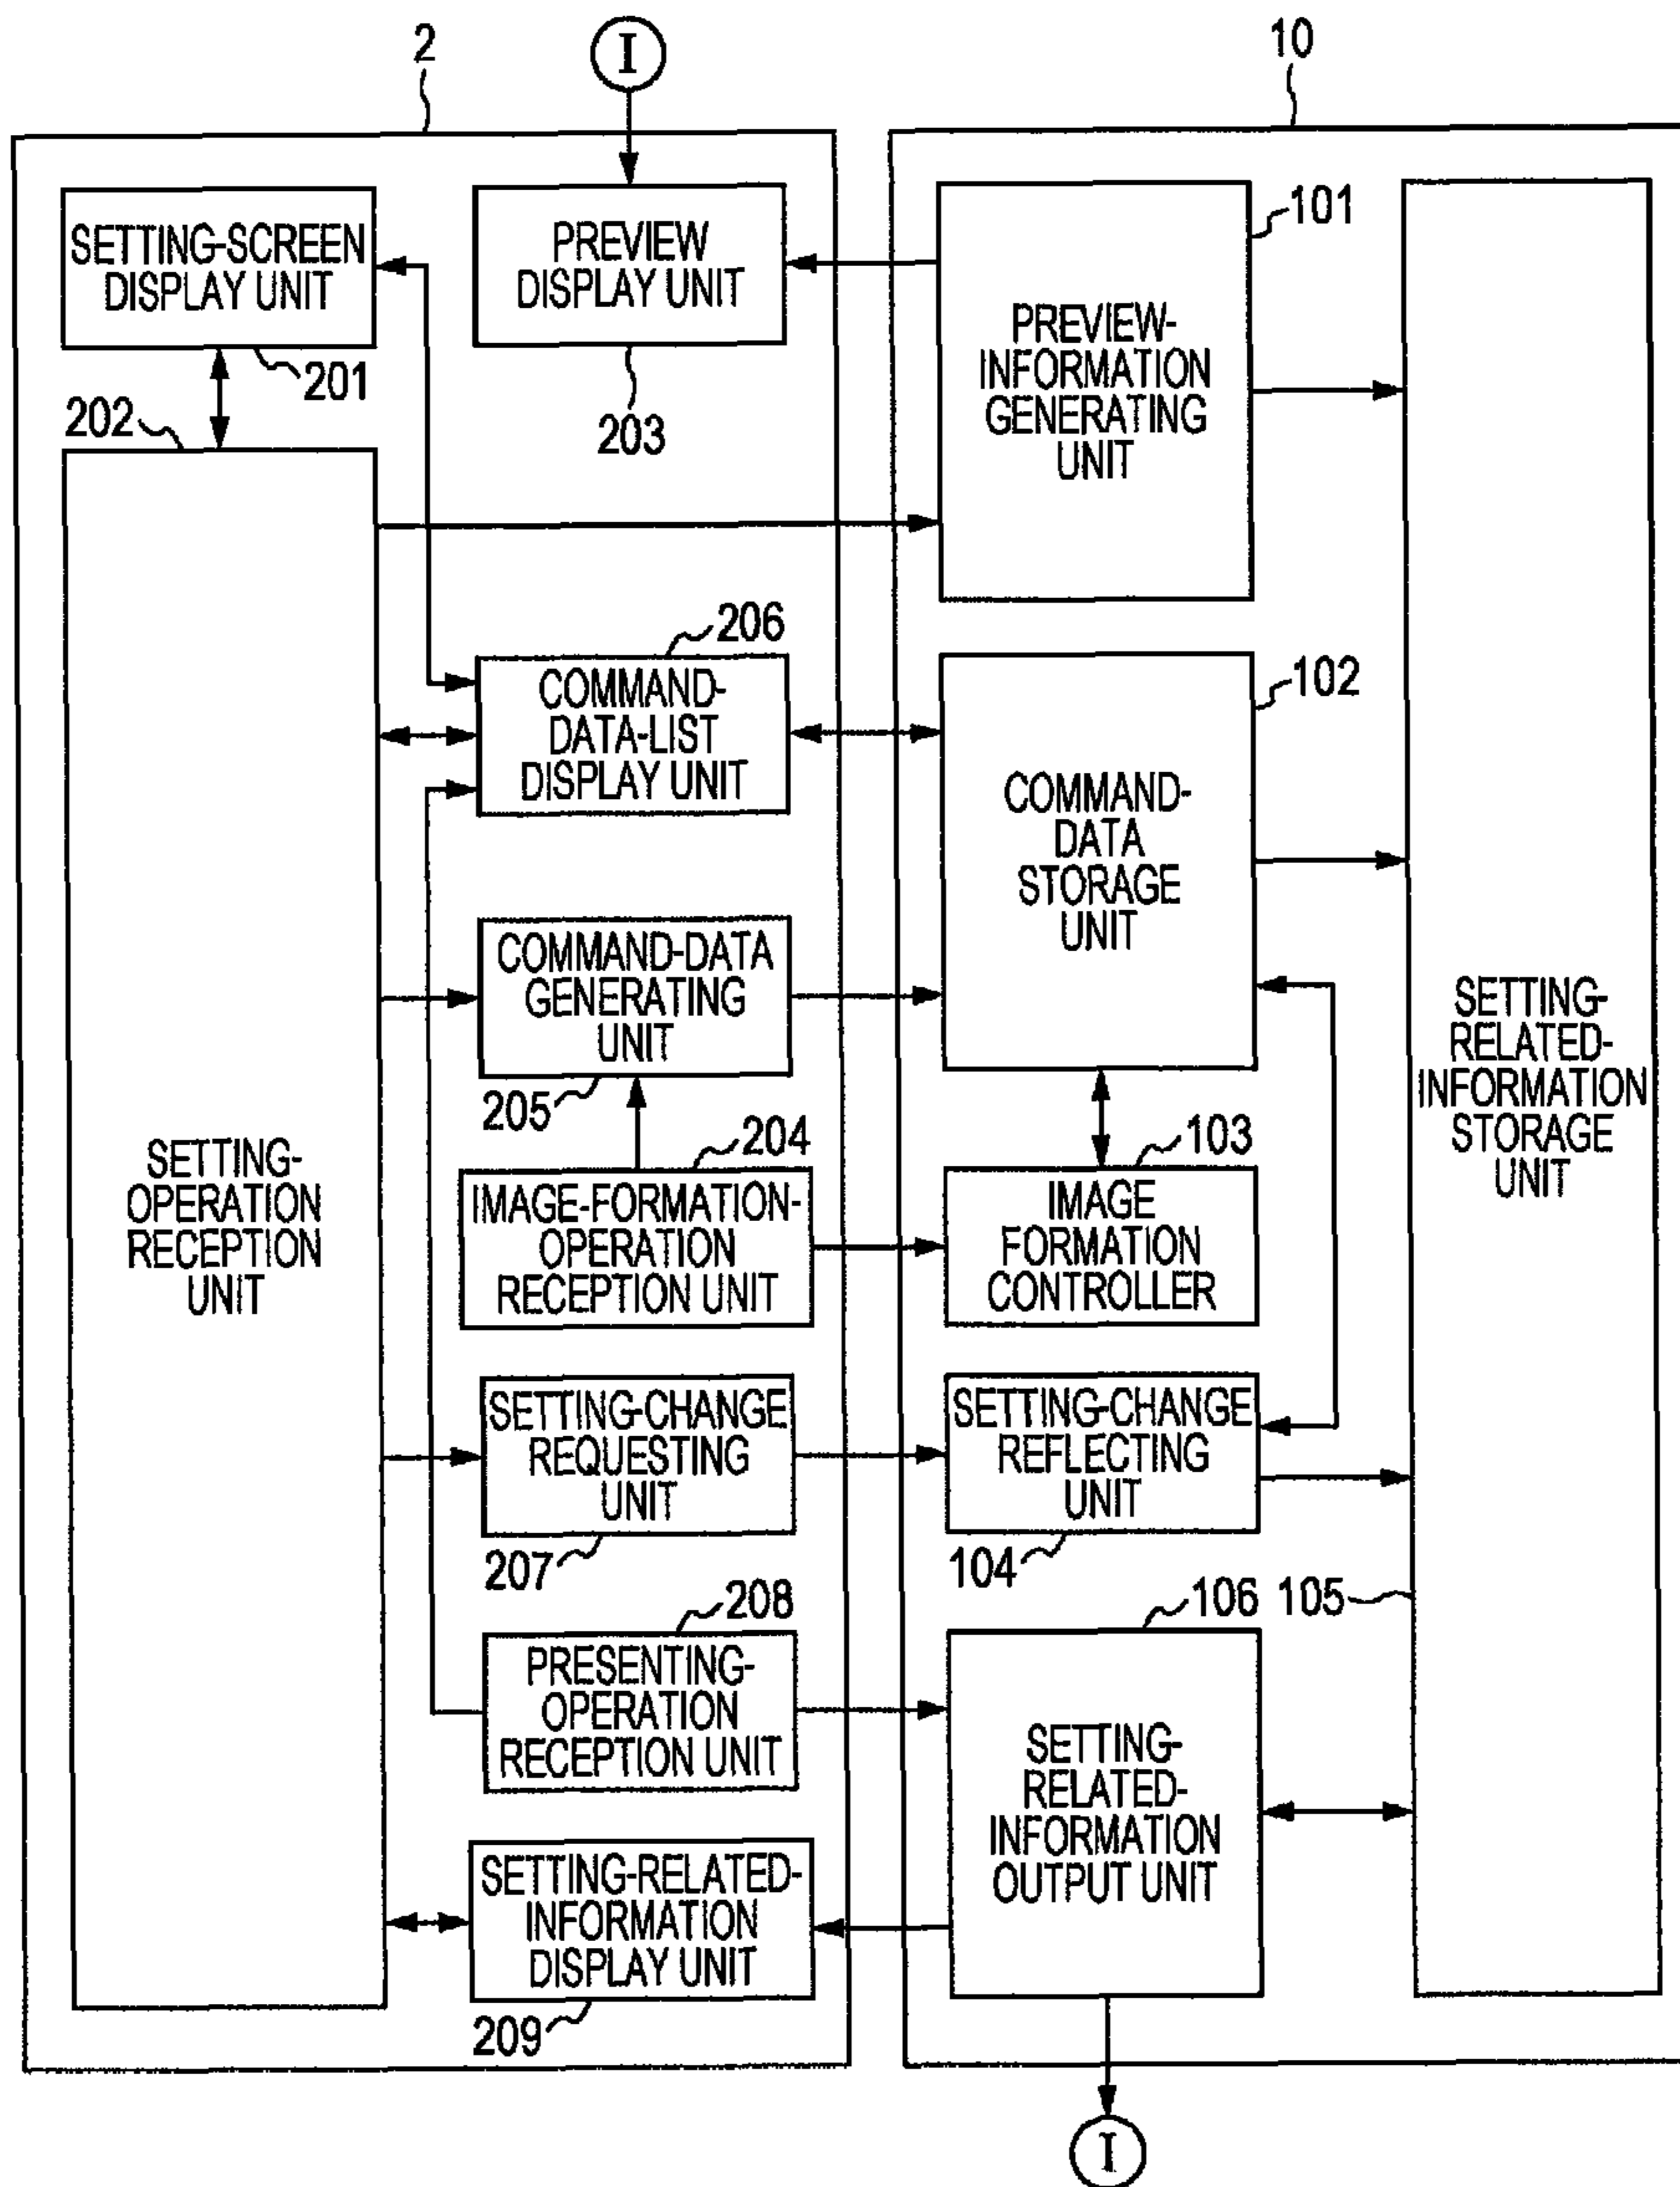 2
I
10
SETTING-SCREEN
DISPLAY UNIT
201
PREVIEW
DISPLAY UNIT
203
PREVIEW-
INFORMATION
GENERATING
UNIT
101
202
SETTING-
OPERATION
RECEPTION
UNIT
206
COMMAND-
DATA-LIST
DISPLAY UNIT
COMMAND-
DATA
STORAGE
UNIT
102
COMMAND-DATA
GENERATING
UNIT
205
204
IMAGE-FORMATION-
OPERATION
RECEPTION UNIT
103
IMAGE
FORMATION
CONTROLLER
SETTING-
RELATED-
INFORMATION
STORAGE
UNIT
SETTING-CHANGE
REQUESTING
UNIT
207
SETTING-CHANGE
REFLECTING
UNIT
104
208
PRESENTING-
OPERATION
RECEPTION UNIT
106
105
SETTING-
RELATED-
INFORMATION
OUTPUT UNIT
SETTING-RELATED-
INFORMATION
DISPLAY UNIT
209
I